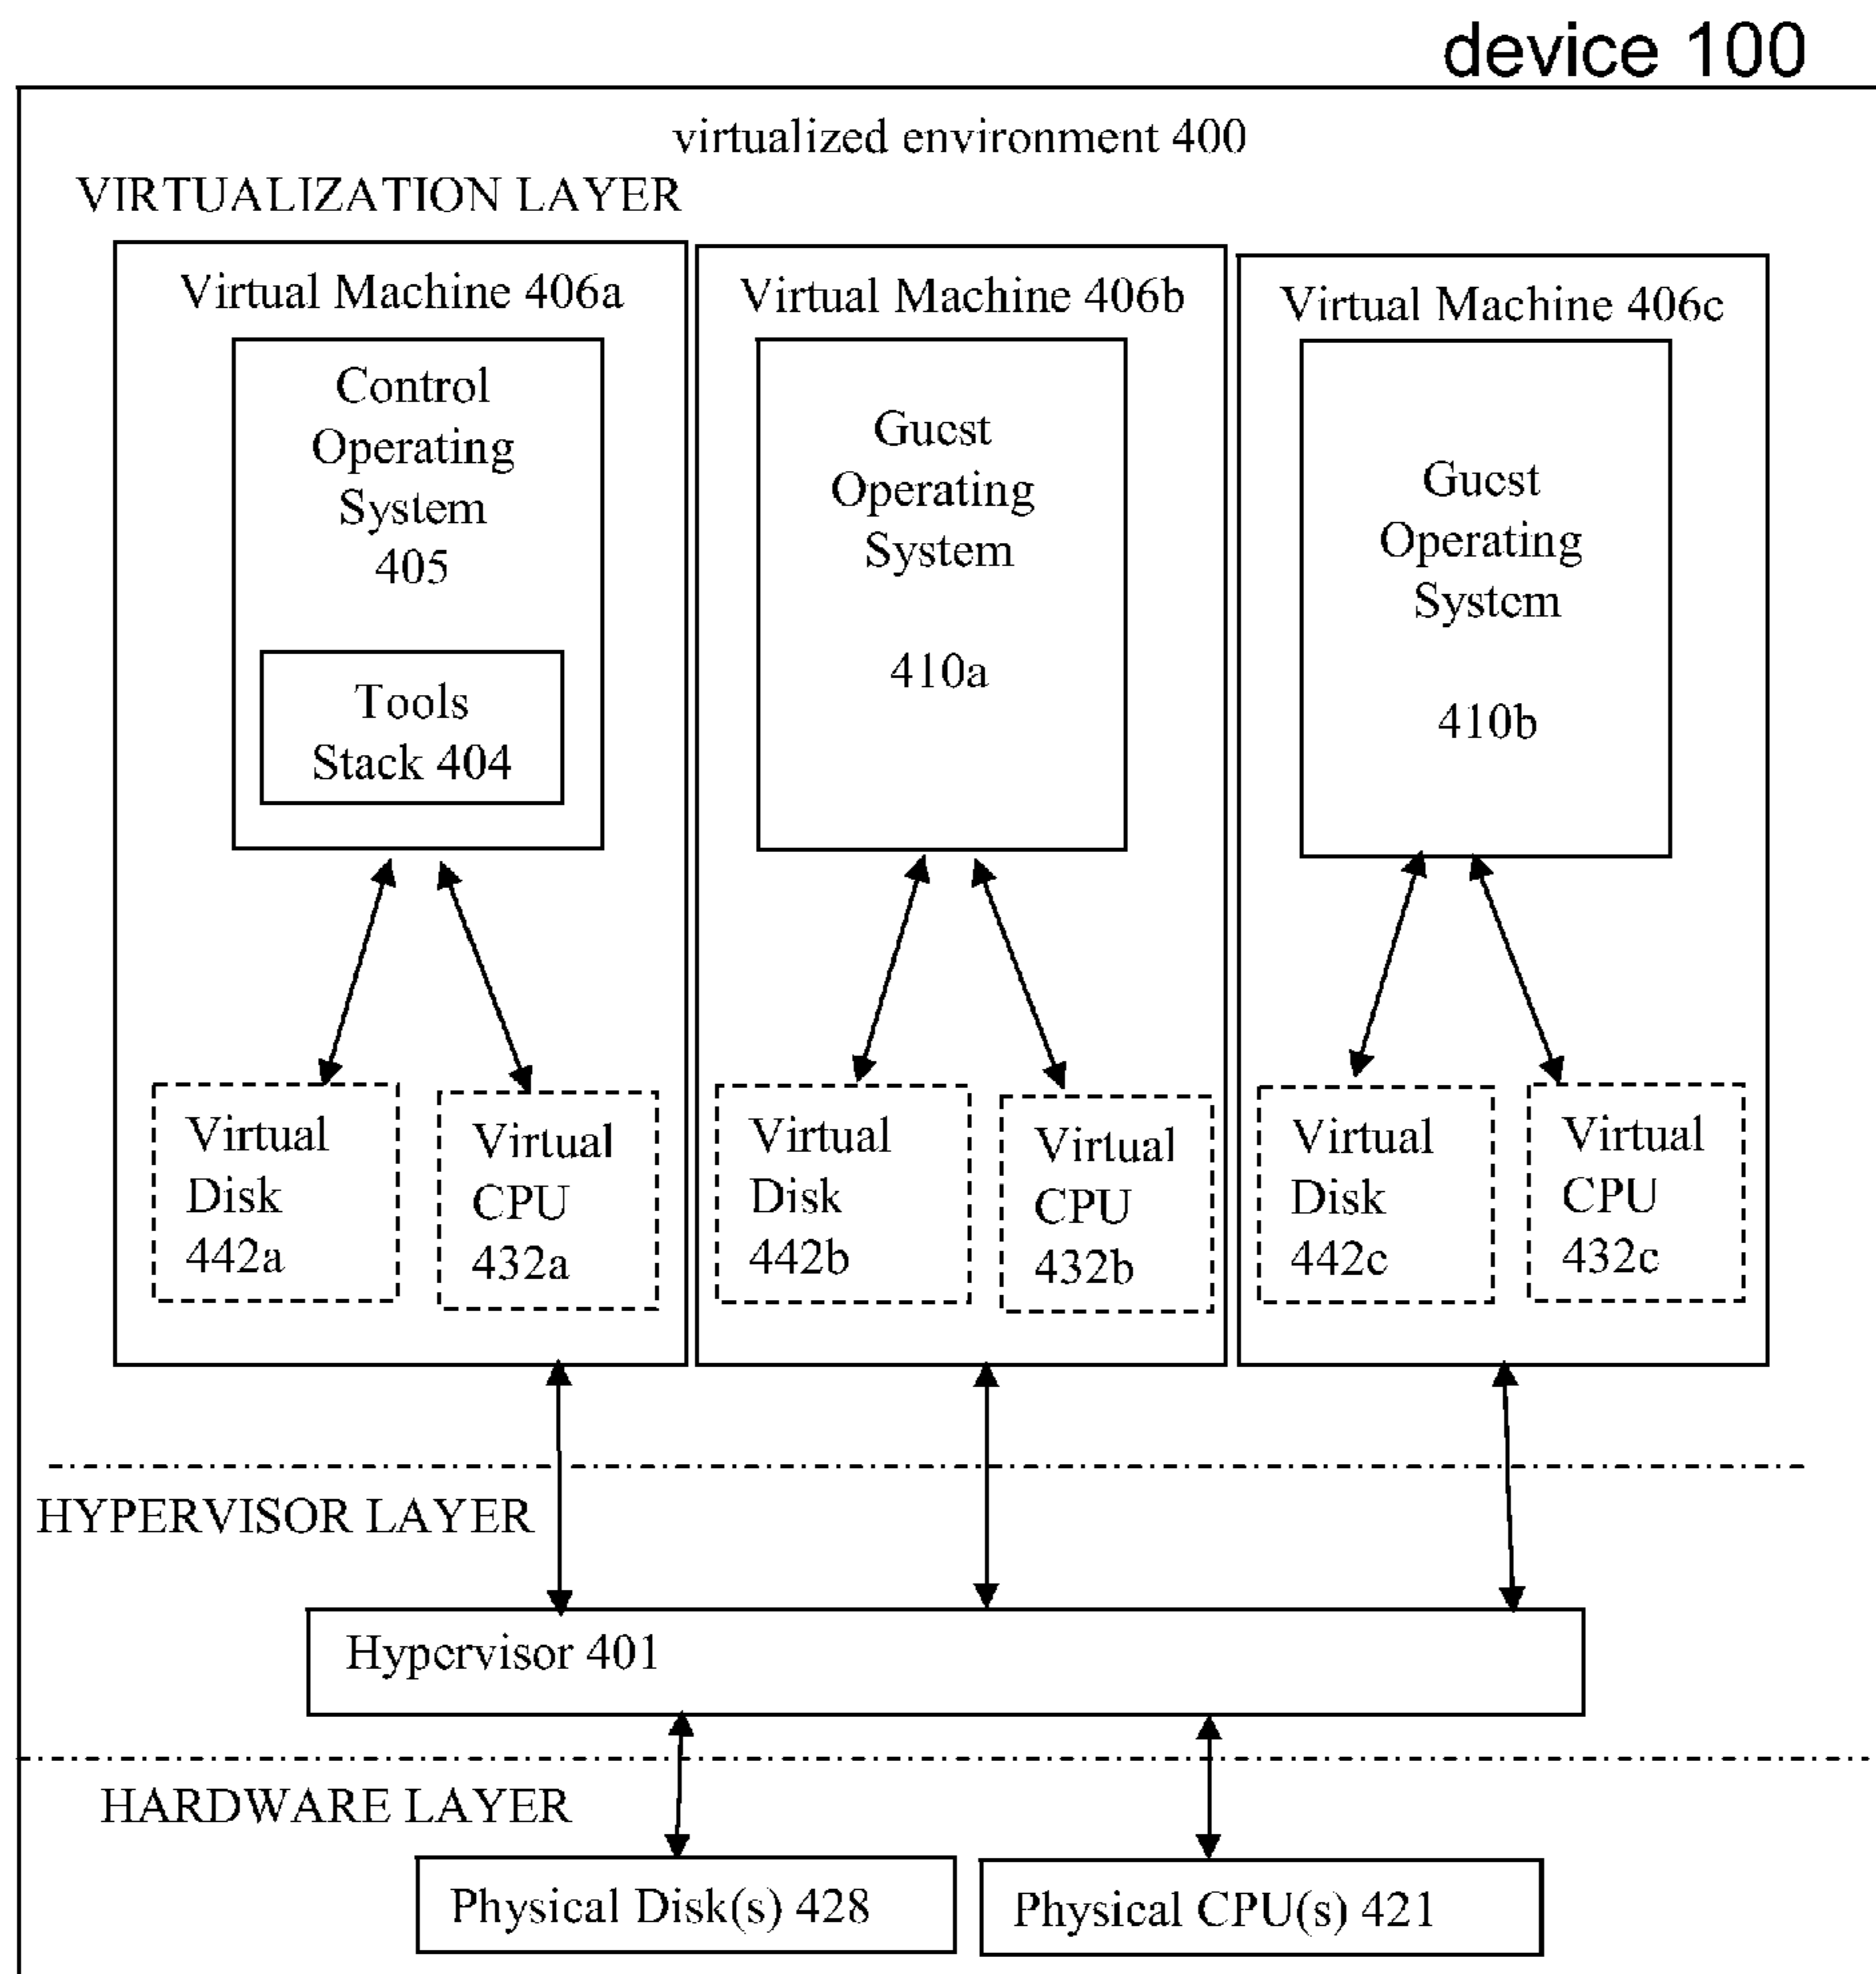 device 100
virtualized environment 400
VIRTUALIZATION LAYER
Virtual Machine 406a
Control
Operating
System
405
Tools
Stack 404
Virtual
Disk
442a
Virtual
CPU
432a
Virtual Machine 406b
Guest
Operating
System
410a
Virtual
Disk
442b
Virtual
CPU
432b
Virtual Machine 406c
Guest
Operating
System
410b
Virtual
Disk
442c
Virtual
CPU
432c
HYPERVISOR LAYER
Hypervisor 401
HARDWARE LAYER
Physical Disk(s) 428
Physical CPU(s) 421